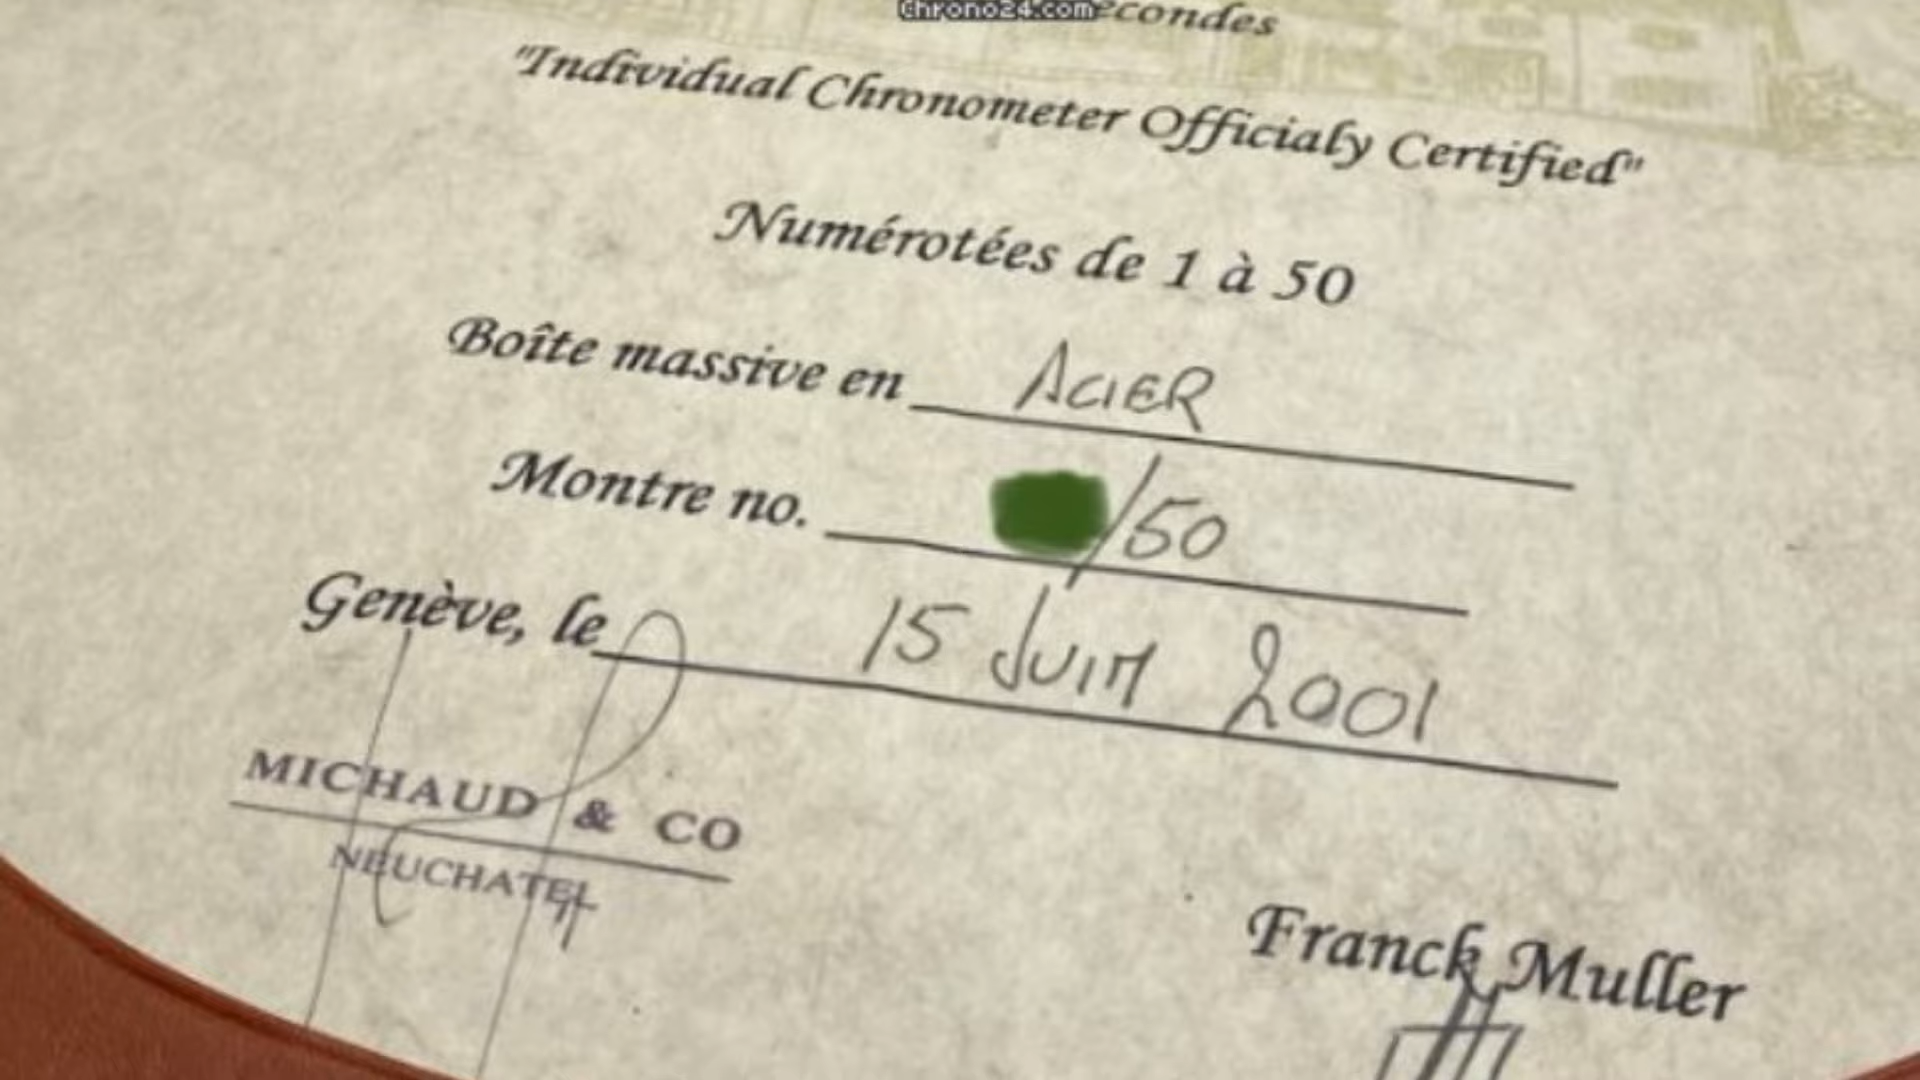 Chrono24.com
econdes
"Individual Chronometer Officialy Certified"
Numérotées de 1 à 50
Boîte massive en ACIER
Montre no. /50
Genève, le 15 JUIN 2001
MICHAUD & CO
NEUCHATEL
Franck Muller